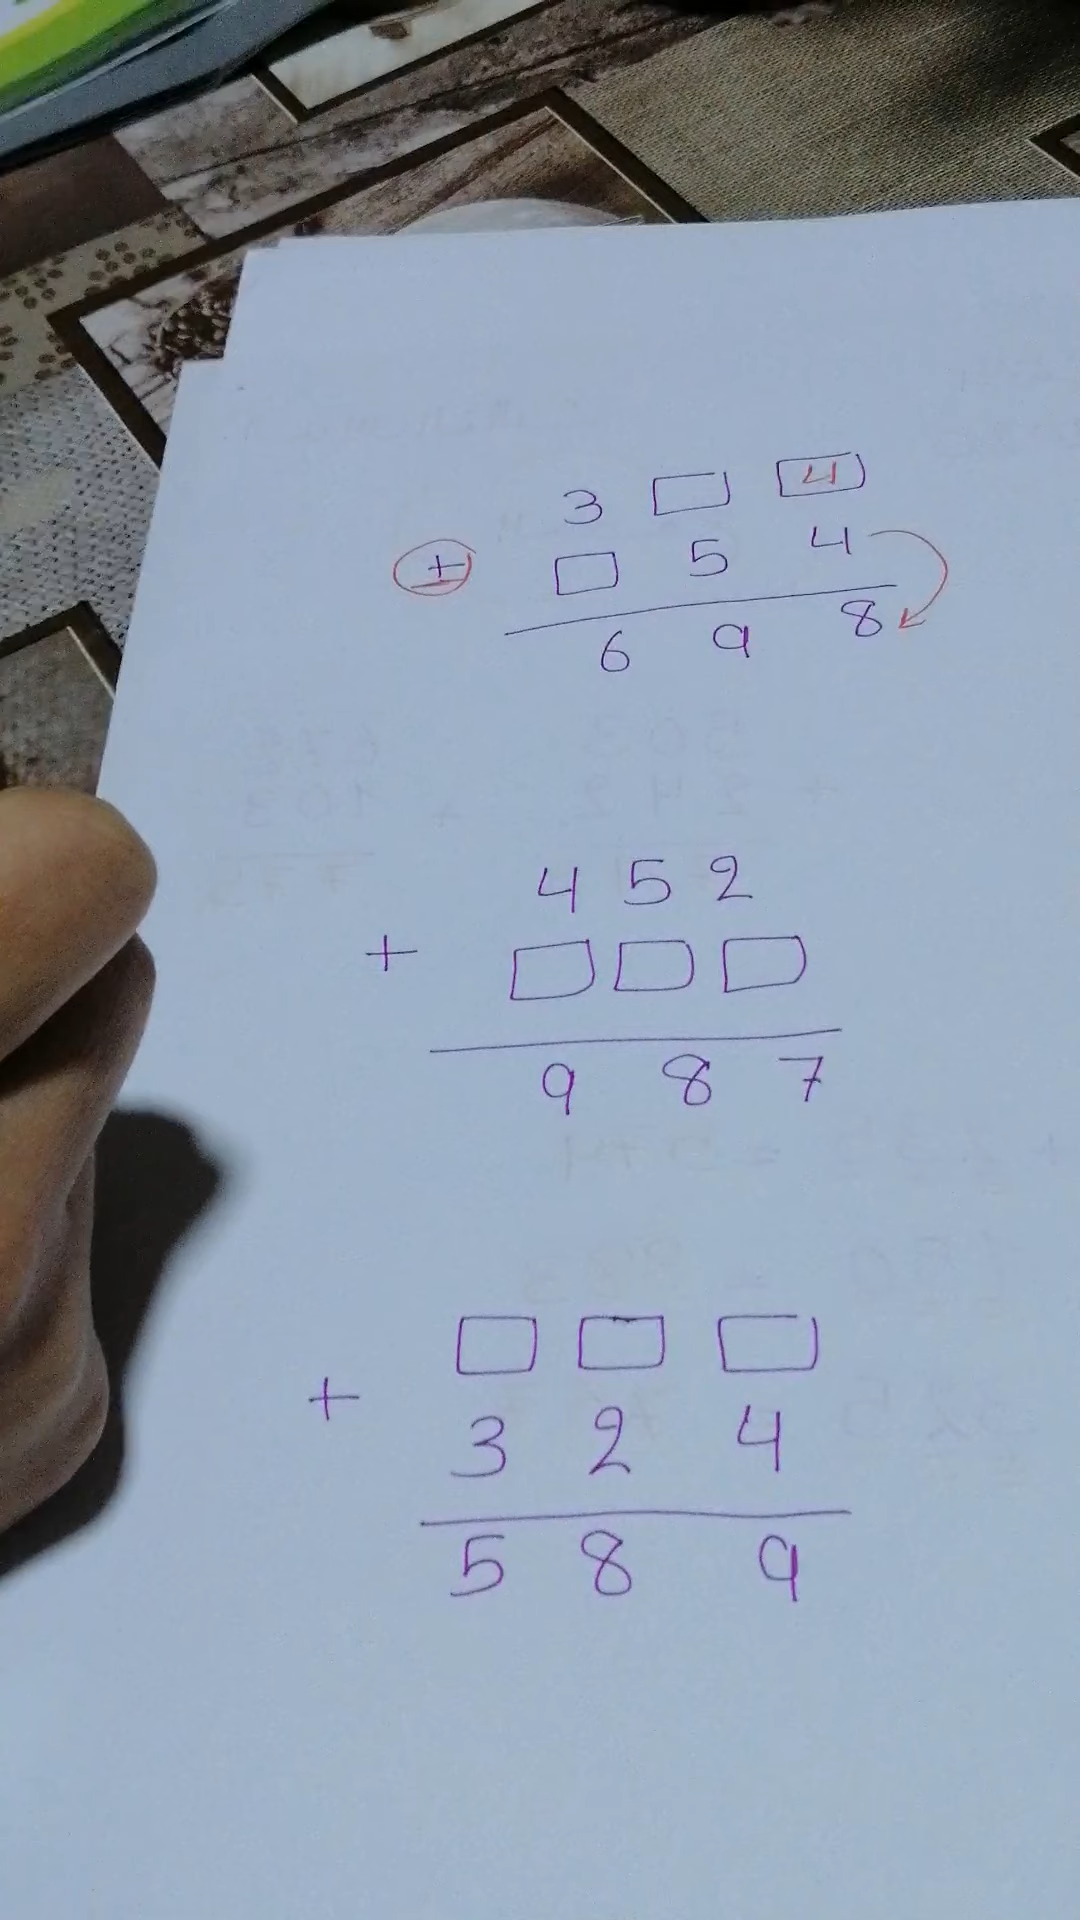 3 □ 4
+ □ 5 4
6 9 8
4 5 2
+ □ □ □
9 8 7
□ □ □
+ 3 2 4
5 8 9